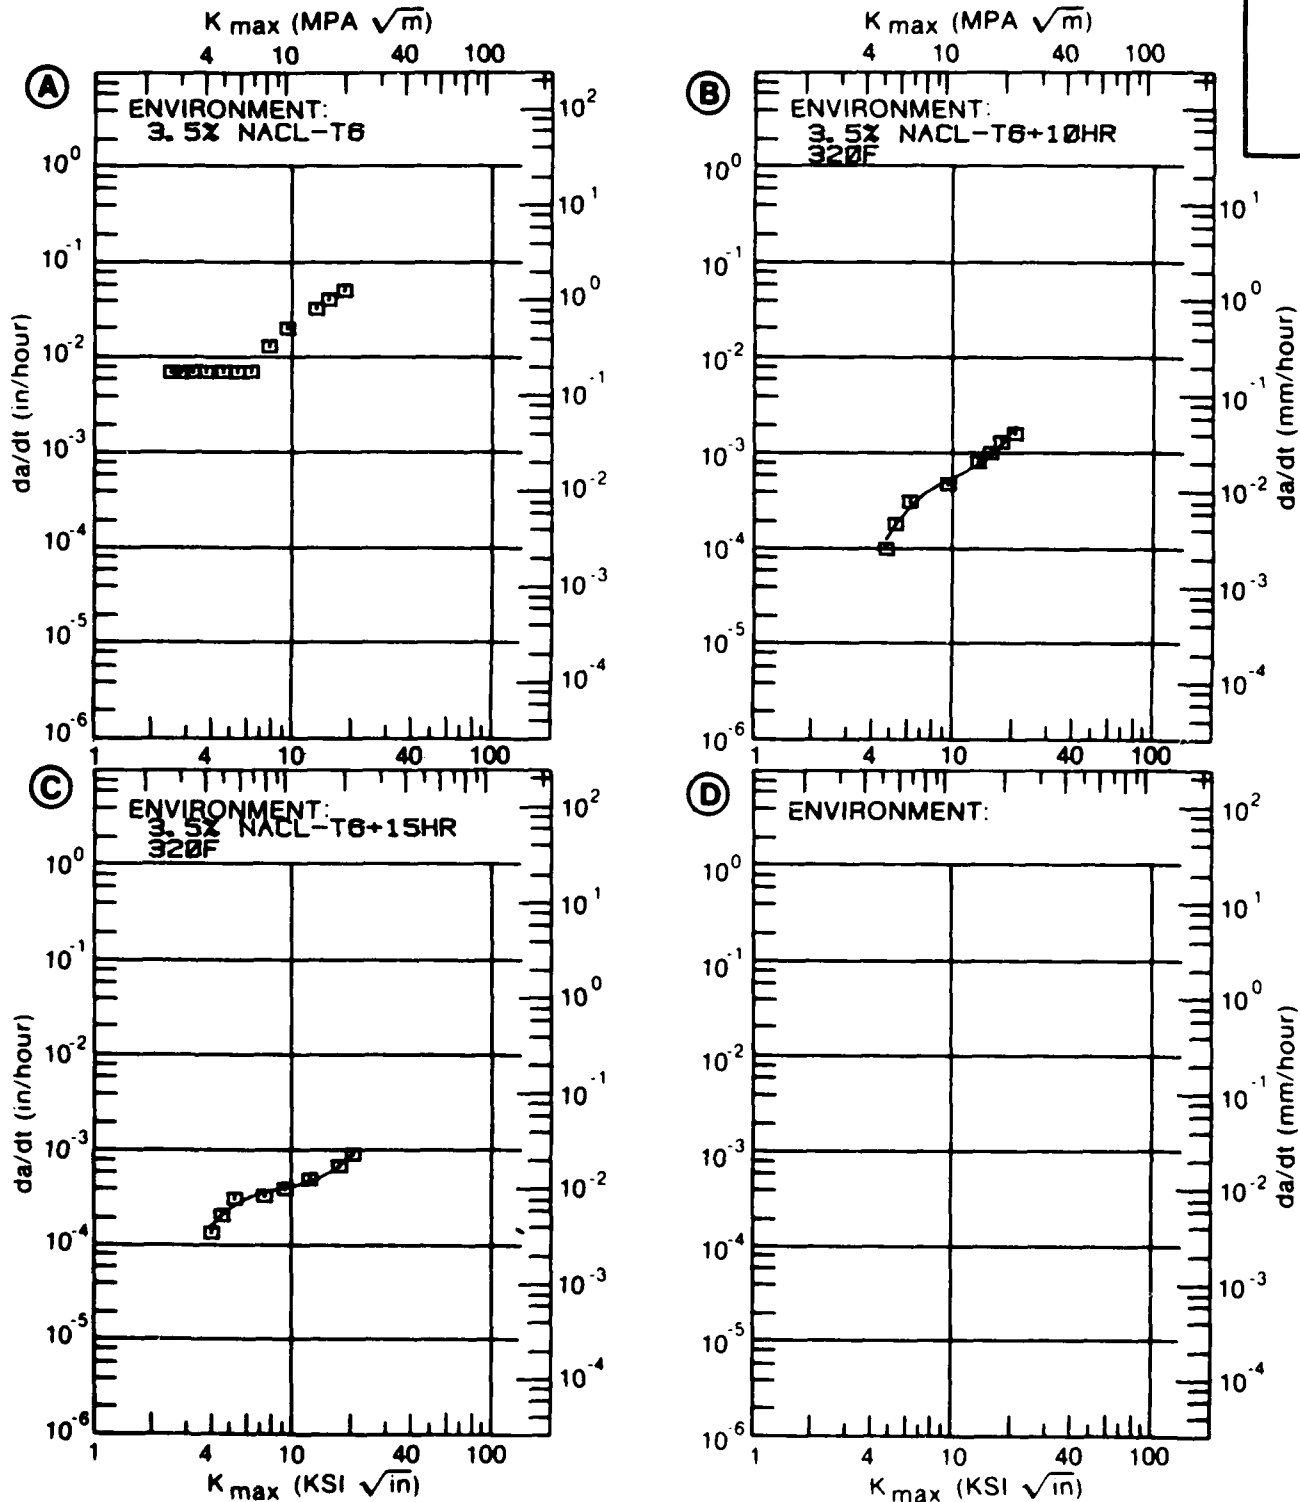 K max (MPA √m)
4 10 40 100
A
ENVIRONMENT:
3.5% NACL-T6
10^0
10^-1
10^-2
10^-3
10^-4
10^-5
10^-6
da/dt (in/hour)
10^2
10^1
10^0
10^-1
10^-2
10^-3
10^-4
1 4 10 40 100
K max (MPA √m)
4 10 40 100
B
ENVIRONMENT:
3.5% NACL-T6+10HR
320F
10^0
10^-1
10^-2
10^-3
10^-4
10^-5
10^-6
10^1
10^0
10^-1
10^-2
10^-3
10^-4
da/dt (mm/hour)
1 4 10 40 100
C
ENVIRONMENT:
3.5% NACL-T6+15HR
320F
10^0
10^-1
10^-2
10^-3
10^-4
10^-5
10^-6
da/dt (in/hour)
10^2
10^1
10^0
10^-1
10^-2
10^-3
10^-4
1 4 10 40 100
K max (KSI √in)
D
ENVIRONMENT:
10^0
10^-1
10^-2
10^-3
10^-4
10^-5
10^-6
10^2
10^1
10^0
10^-1
10^-2
10^-3
10^-4
da/dt (mm/hour)
1 4 10 40 100
K max (KSI √in)